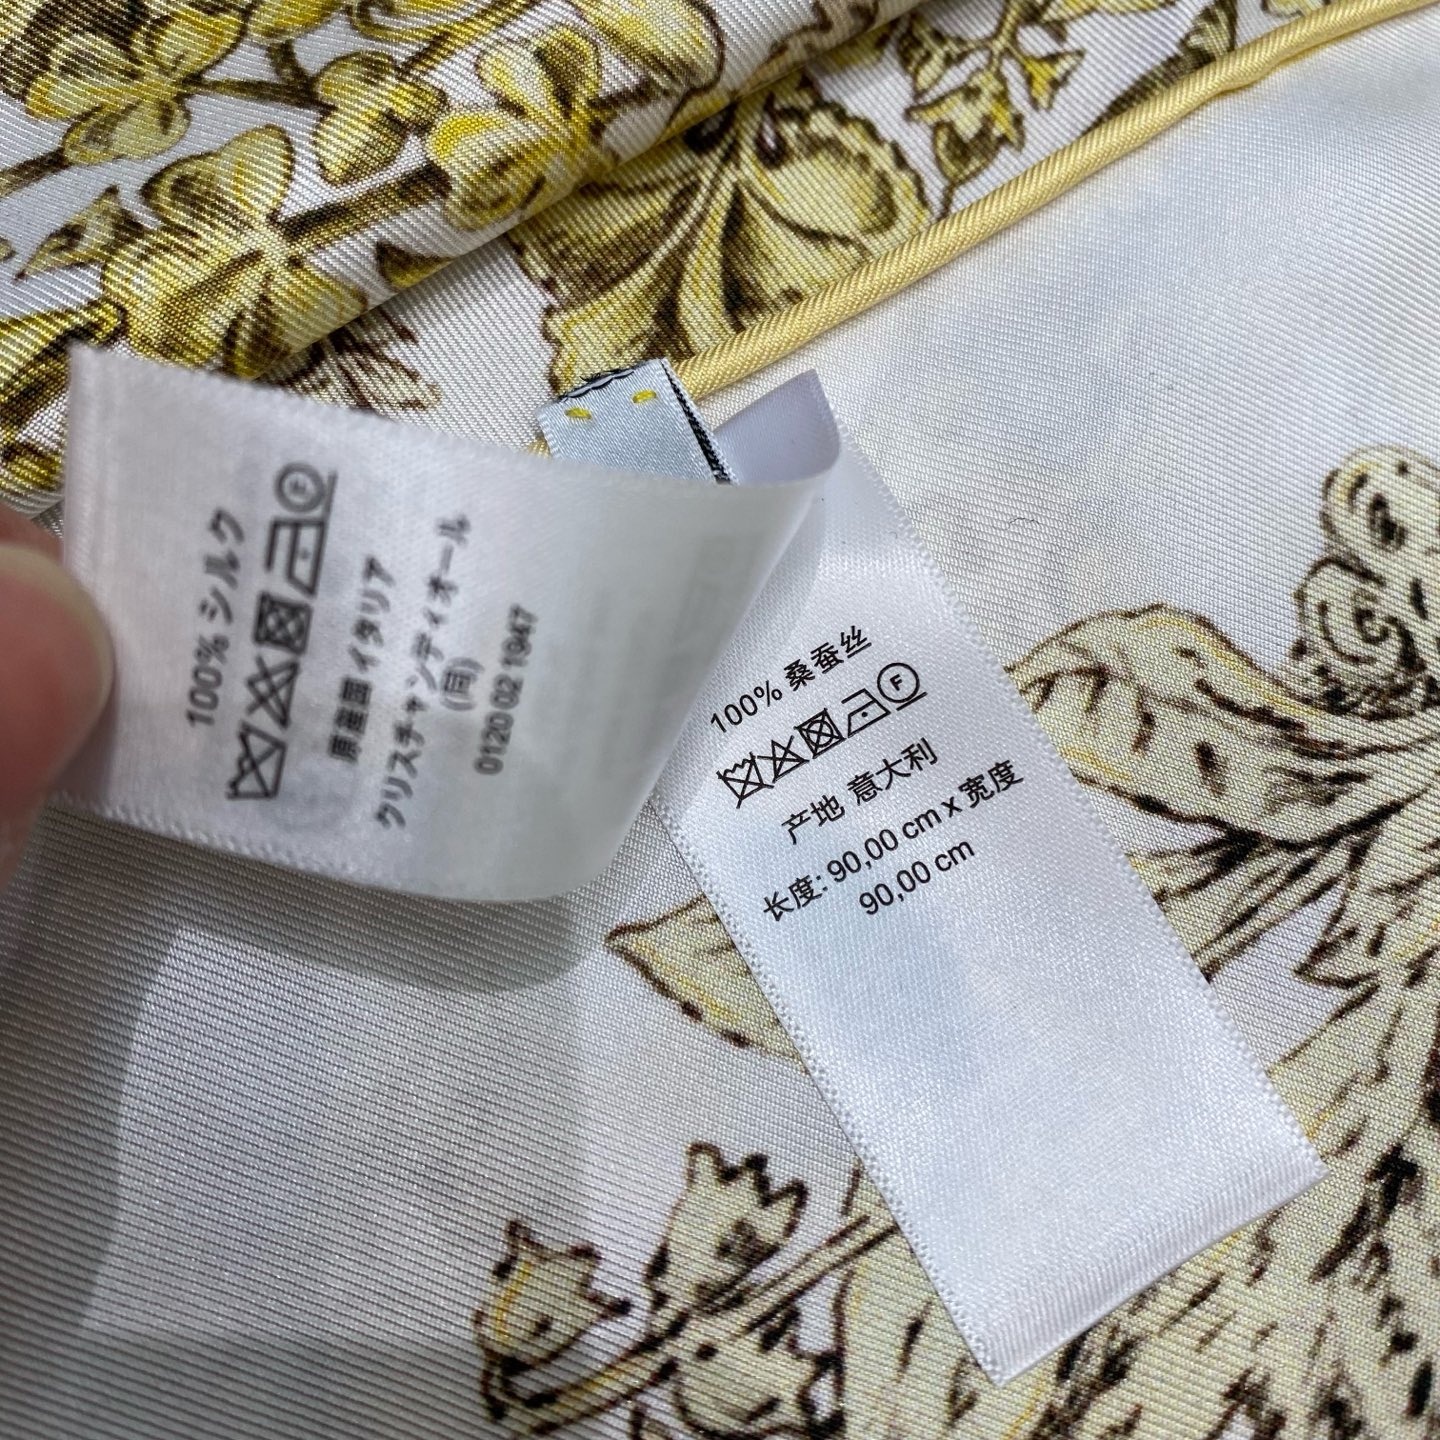 100% シルク
原産国 イタリア
クリスチャン ディオール
(同)
0120 02 1947
100% 桑蚕丝
F
产地 意大利
长度: 90,00 cm x 宽度
90,00 cm